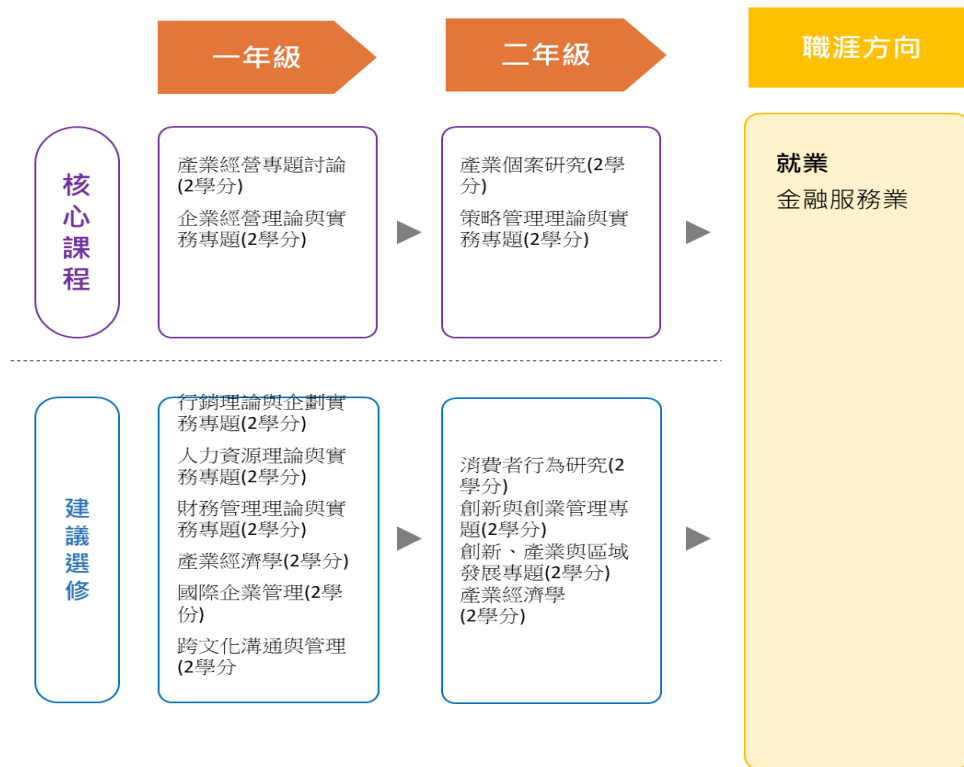 一年級
二年級
職涯方向
核心課程
產業經營專題討論
(2學分)
企業經營理論與實
務專題(2學分)
產業個案研究(2學
分)
策略管理理論與實
務專題(2學分)
就業
金融服務業
建議選修
行銷理論與企劃實
務專題(2學分)
人力資源理論與實
務專題(2學分)
財務管理理論與實
務專題(2學分)
產業經濟學(2學分)
國際企業管理(2學
份)
跨文化溝通與管理
(2學分
消費者行為研究(2
學分)
創新與創業管理專
題(2學分)
創新、產業與區域
發展專題(2學分)
產業經濟學
(2學分)